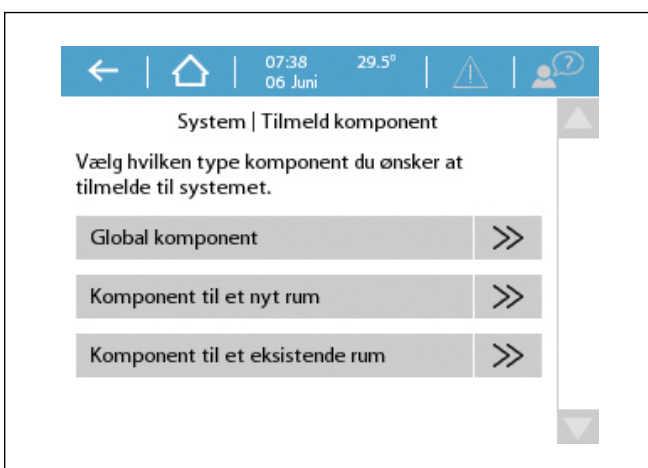 07:38 29.5°
06 Juni
?
System | Tilmeld komponent
Vælg hvilken type komponent du ønsker at
tilmelde til systemet.
Global komponent
Komponent til et nyt rum
Komponent til et eksistende rum